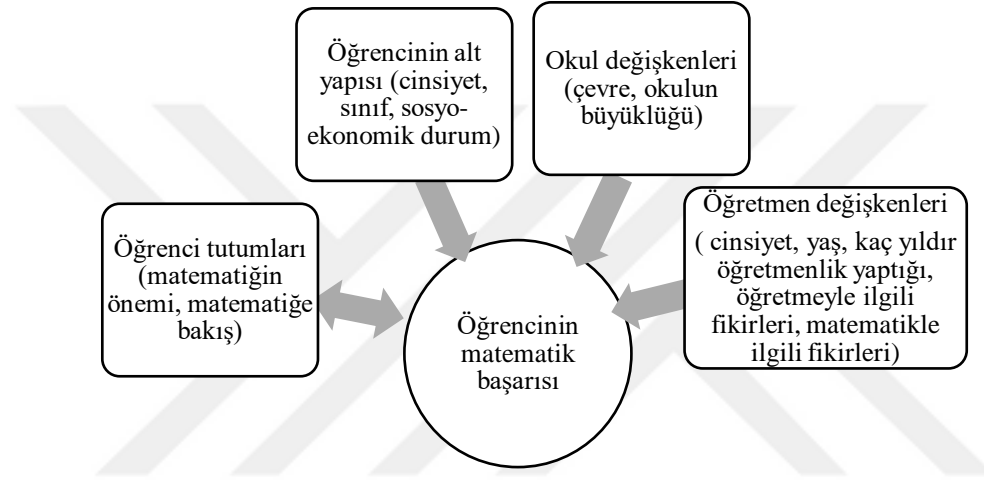 Öğrencinin alt
yapısı (cinsiyet,
sınıf, sosyo-
ekonomik durum)
Okul değişkenleri
(çevre, okulun
büyüklüğü)
Öğrenci tutumları
(matematiğin
önemi, matematiğe
bakış)
Öğretmen değişkenleri
( cinsiyet, yaş, kaç yıldır
öğretmenlik yaptığı,
öğretmeyle ilgili
fikirleri, matematikle
ilgili fikirleri)
Öğrencinin
matematik
başarısı